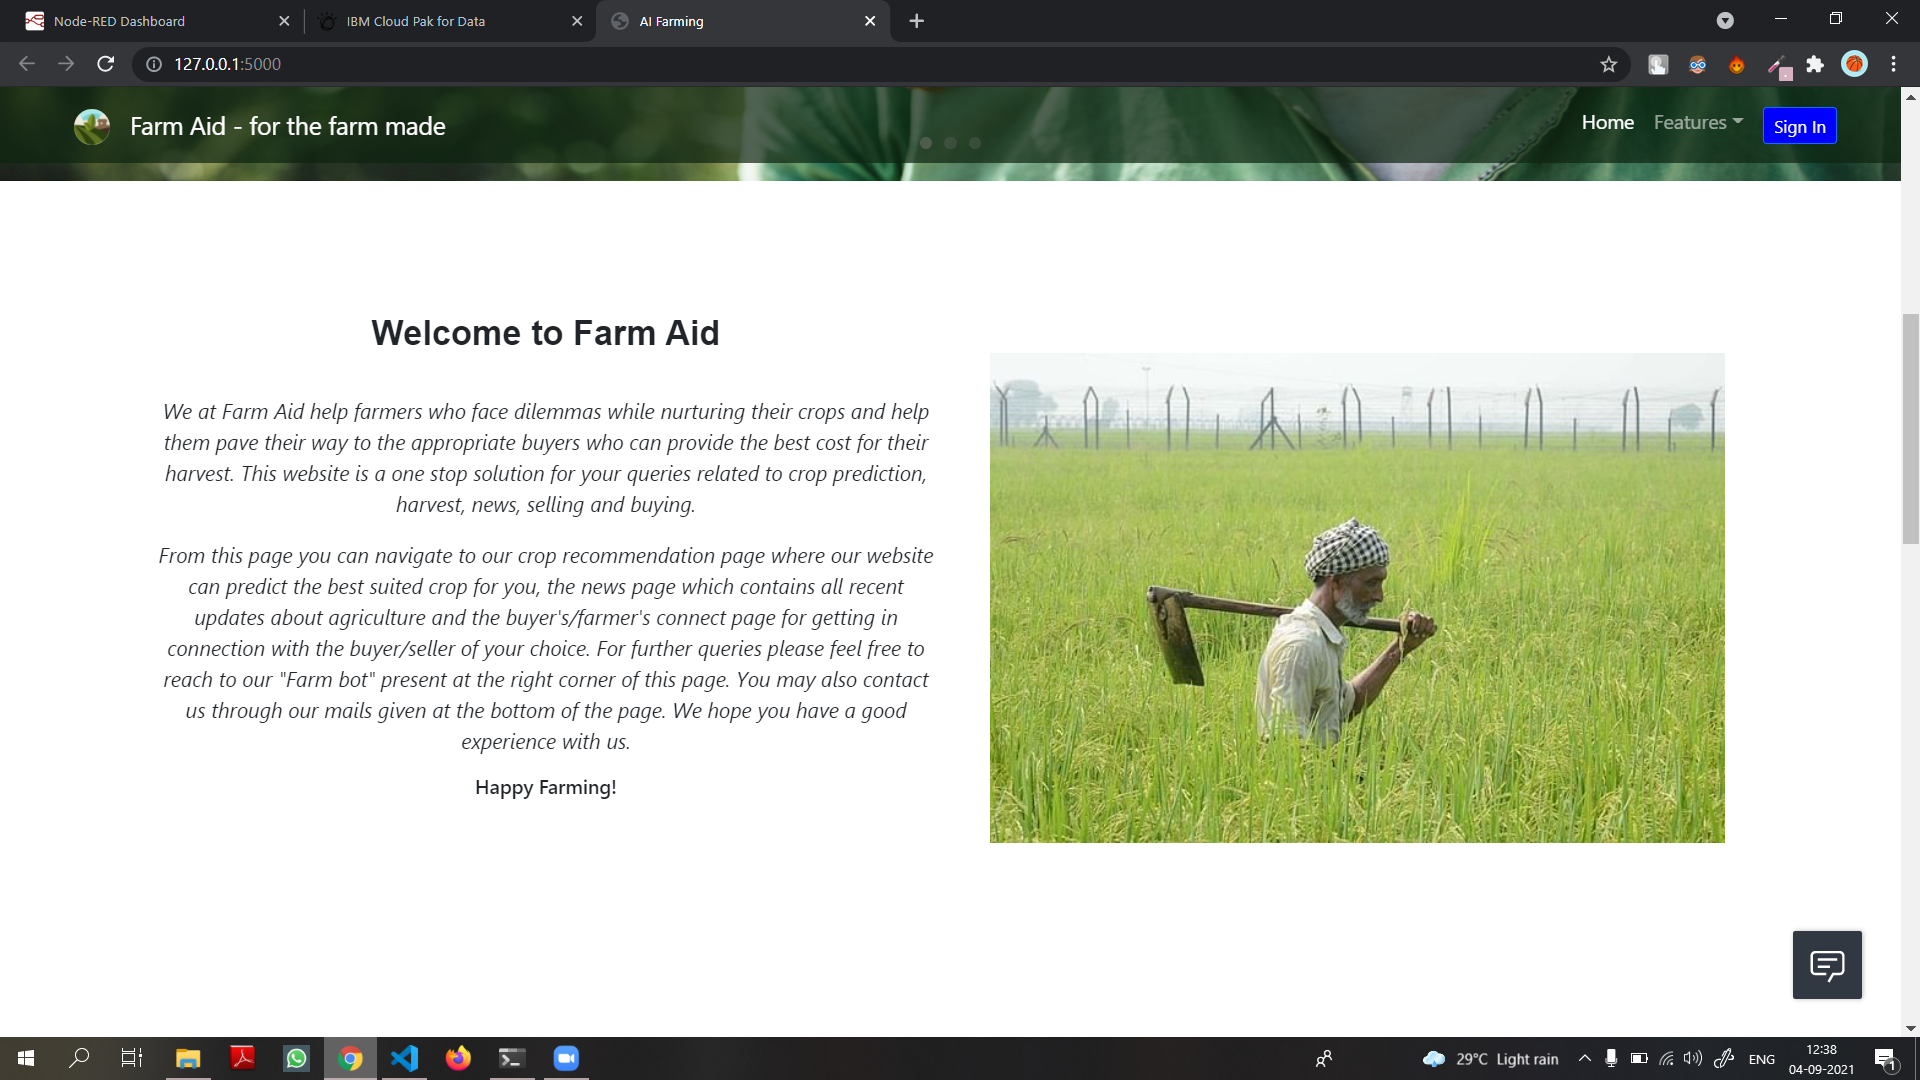 Node-RED Dashboard
IBM Cloud Pak for Data
AI Farming
127.0.0.1:5000
Farm Aid - for the farm made
Home
Features
Sign In
Welcome to Farm Aid
We at Farm Aid help farmers who face dilemmas while nurturing their crops and help
them pave their way to the appropriate buyers who can provide the best cost for their
harvest. This website is a one stop solution for your queries related to crop prediction,
harvest, news, selling and buying.
From this page you can navigate to our crop recommendation page where our website
can predict the best suited crop for you, the news page which contains all recent
updates about agriculture and the buyer's/farmer's connect page for getting in
connection with the buyer/seller of your choice. For further queries please feel free to
reach to our "Farm bot" present at the right corner of this page. You may also contact
us through our mails given at the bottom of the page. We hope you have a good
experience with us.
Happy Farming!
29°C Light rain
ENG
12:38
04-09-2021
1